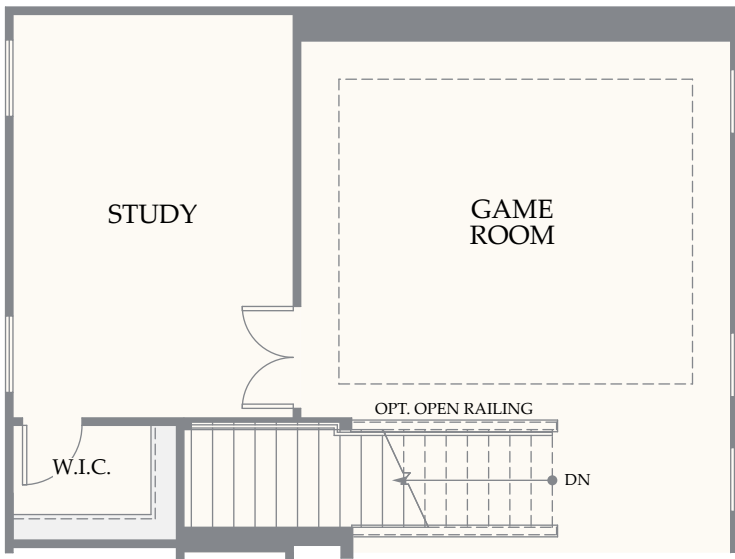 STUDY
GAME
ROOM
OPT. OPEN RAILING
W.I.C.
DN